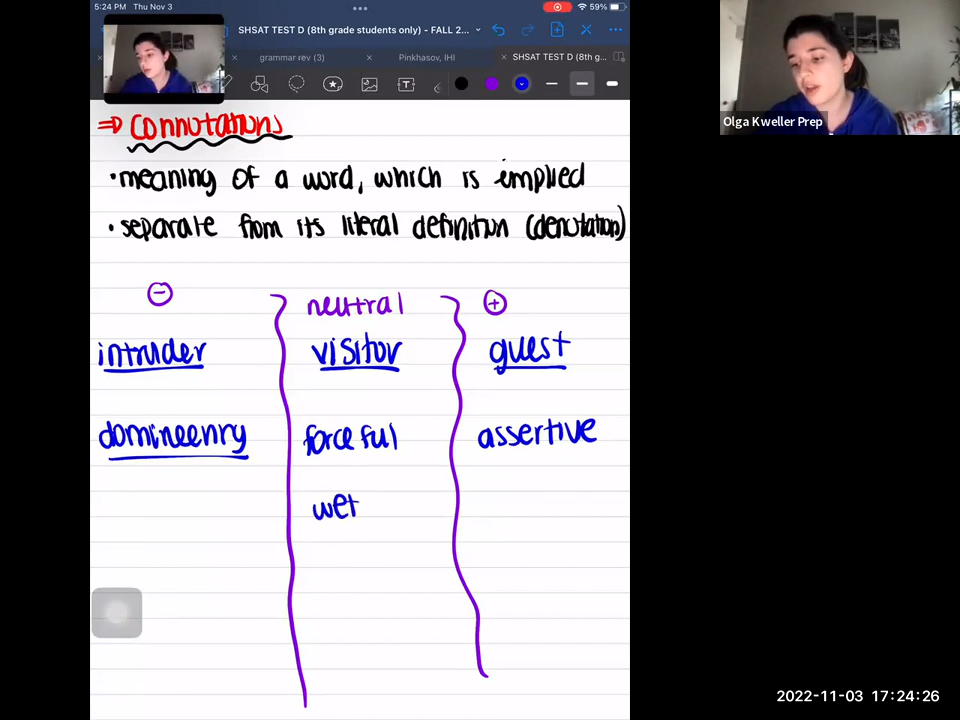 5:24 PM Thu Nov 3
59%
SHSAT TEST D (8th grade students only) - FALL 2...
grammar rev (3)
Pinkhasov, IHI
SHSAT TEST D (8th g...
Olga Kweller Prep
⇒ Connotations
• meaning of a word, which is implied
• separate from its literal definition (denotation)
- neutral +
intruder visitor guest
domineering forceful assertive
wet
2022-11-03 17:24:26